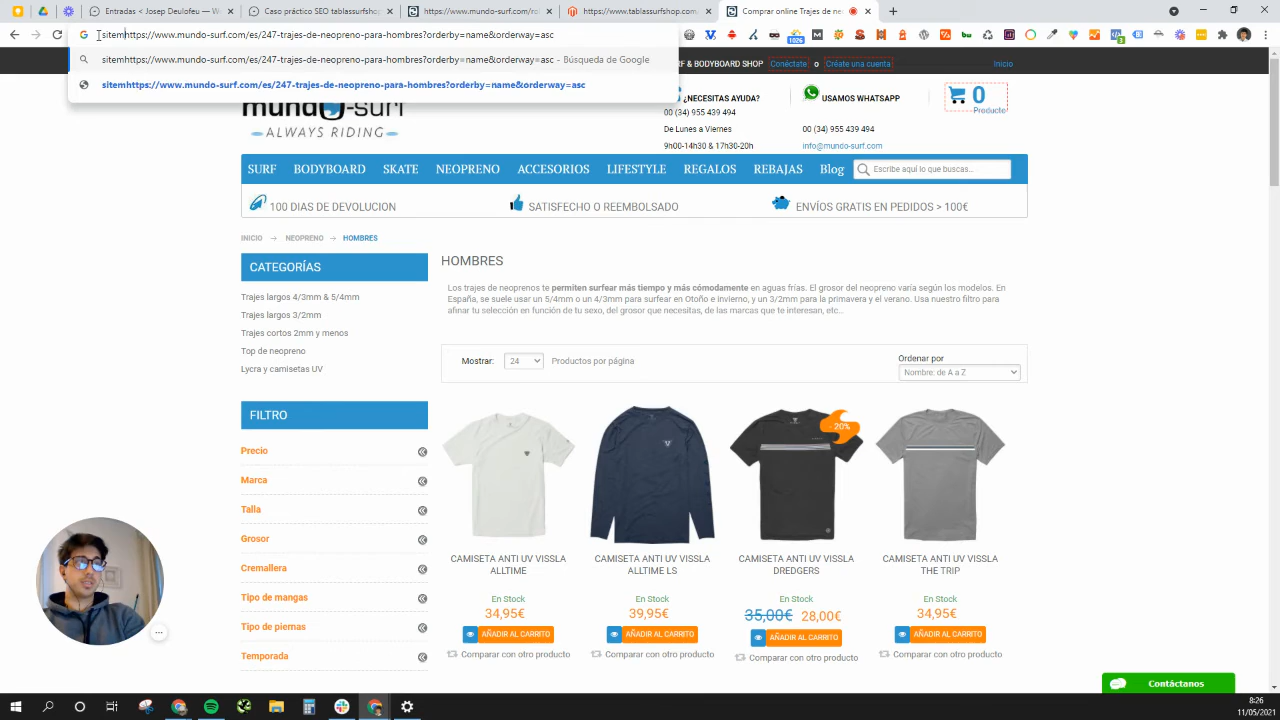 Entradas < Josep Deulofeu — W
Caso práctico SEO neopreno
https://www.mundo-surf.com/es
https://www.mundo-surf.com/es
Cine negro - Films
sitemhttps://www.mundo-surf.com/es/247-trajes-de-neopreno-para-hombres?orderby=name&orderway=asc
1026
3
sitemhttps://www.mundo-surf.com/es/247-trajes-de-neopreno-para-hombres?orderby=name&orderway=asc - Búsqueda de Google
sitemhttps://www.mundo-surf.com/es/247-trajes-de-neopreno-para-hombres?orderby=name&orderway=asc
F & BODYBOARD SHOP Conéctate o Créate una cuenta Inicio
mundo-surf
ALWAYS RIDING
¿NECESITAS AYUDA?
00 (34) 955 439 494
De Lunes a Viernes
9h00-14h30 & 17h30-20h
USAMOS WHATSAPP
00 (34) 955 439 494
info@mundo-surf.com
0
Producto
SURF BODYBOARD SKATE NEOPRENO ACCESORIOS LIFESTYLE REGALOS REBAJAS Blog Escribe aquí lo que buscas..
100 DIAS DE DEVOLUCION SATISFECHO O REEMBOLSADO ENVÍOS GRATIS EN PEDIDOS > 100€
INICIO NEOPRENO HOMBRES
CATEGORÍAS
Trajes largos 4/3mm & 5/4mm
Trajes largos 3/2mm
Trajes cortos 2mm y menos
Top de neopreno
Lycra y camisetas UV
FILTRO
Precio
Marca
Talla
Grosor
Cremallera
Tipo de mangas
Tipo de piernas
Temporada
HOMBRES
Los trajes de neoprenos te permiten surfear más tiempo y más cómodamente en aguas frías. El grosor del neopreno varía según los modelos. En
España, se suele usar un 5/4mm o un 4/3mm para surfear en Otoño e invierno, y un 3/2mm para la primavera y el verano. Usa nuestro filtro para
afinar tu selección en función de tu sexo, del grosor que necesitas, de las marcas que te interesan, etc..
Mostrar: 24 Productos por página
Ordenar por
Nombre: de A a Z
- 20%
CAMISETA ANTI UV VISSLA
ALLTIME
En Stock
34,95€
AÑADIR AL CARRITO
Comparar con otro producto
CAMISETA ANTI UV VISSLA
ALLTIME LS
En Stock
39,95€
AÑADIR AL CARRITO
Comparar con otro producto
CAMISETA ANTI UV VISSLA
DREDGERS
En Stock
35,00€ 28,00€
AÑADIR AL CARRITO
Comparar con otro producto
CAMISETA ANTI UV VISSLA
THE TRIP
En Stock
34,95€
AÑADIR AL CARRITO
Comparar con otro producto
Contáctanos
8:26
11/05/2021